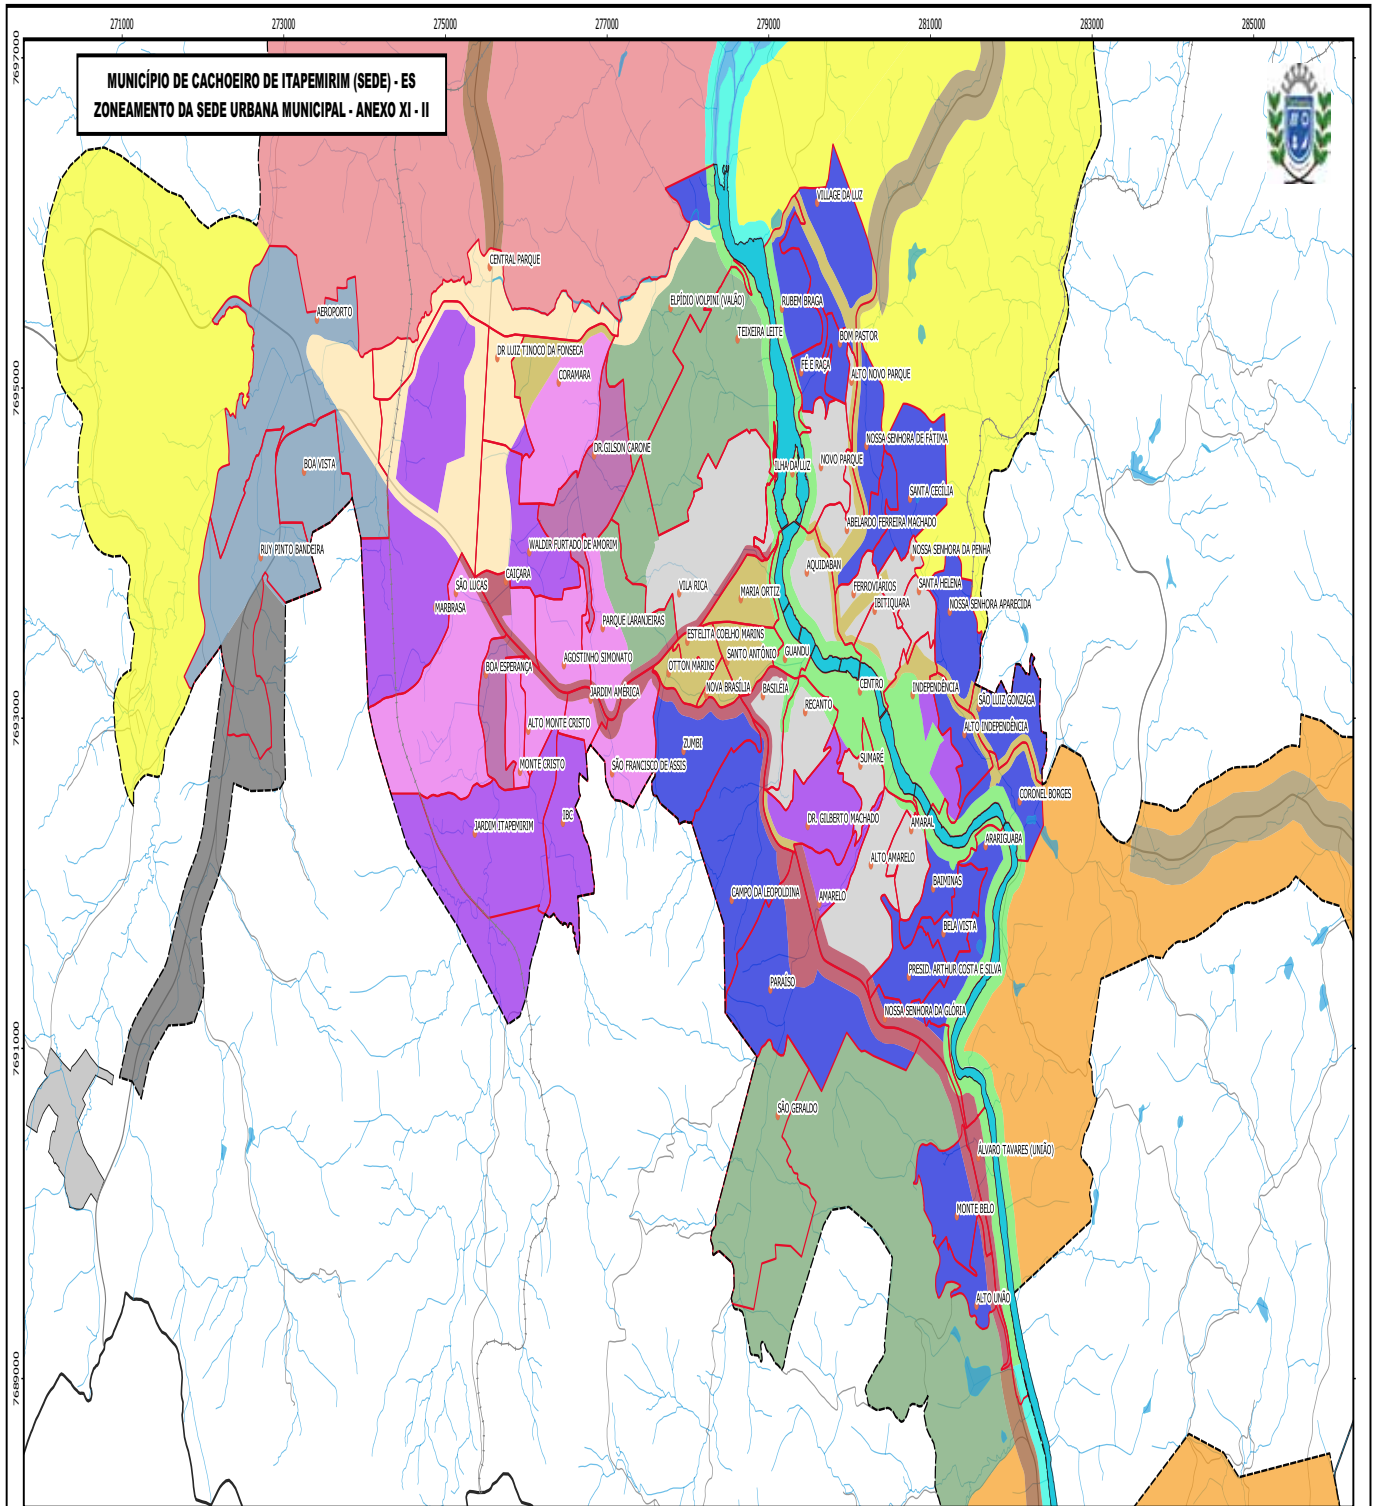 271000 273000 275000 277000 279000 281000 283000 285000
7697000
MUNICÍPIO DE CACHOEIRO DE ITAPEMIRIM (SEDE) - ES
ZONEAMENTO DA SEDE URBANA MUNICIPAL - ANEXO XI - II
VILLAGE DA LUZ
CENTRAL PARQUE
ELPÍDIO VOLPINI (VALÃO)
RUBEM BRAGA
AEROPORTO
TEIXEIRA LEITE
BOM PASTOR
DR LUIZ TINOCO DA FONSECA
FÉ E RAÇA
ALTO NOVO PARQUE
CORAMARA
7695000
NOSSA SENHORA DE FÁTIMA
DR GILSON CARONE
NOVO PARQUE
ILHA DA LUZ
BOA VISTA
SANTA CECÍLIA
ABELARDO FERREIRA MACHADO
WALDIR FURTADO DE AMORIM
RUY PINTO BANDEIRA
NOSSA SENHORA DA PENHA
AQUIDABAN
CAIÇARA
SÃO LUCAS
VILA RICA
MARIA ORTIZ
FERROVIÁRIOS
SANTA HELENA
MARBRASA
IBITIQUARA
NOSSA SENHORA APARECIDA
PARQUE LARANJEIRAS
ESTELITA COELHO MARINS
SANTO ANTÔNIO
GUANDU
BOA ESPERANÇA
AGOSTINHO SIMONATO
OTTON MARINS
JARDIM AMÉRICA
NOVA BRASÍLIA
BASILÉIA
CENTRO
INDEPENDÊNCIA
RECANTO
SÃO LUIZ GONZAGA
7693000
ALTO MONTE CRISTO
ALTO INDEPENDÊNCIA
ZUMBI
MONTE CRISTO
SÃO FRANCISCO DE ASSIS
SUMARÉ
CORONEL BORGES
JARDIM ITAPEMIRIM
IBC
DR. GILBERTO MACHADO
AMARAL
ARARIGUABA
ALTO AMARELO
BAIMINAS
CAMPO DA LEOPOLDINA
AMARELO
BELA VISTA
PRESID. ARTHUR COSTA E SILVA
PARAÍSO
NOSSA SENHORA DA GLÓRIA
7691000
SÃO GERALDO
ÁLVARO TAVARES (UNIÃO)
MONTE BELO
ALTO UNIÃO
7689000